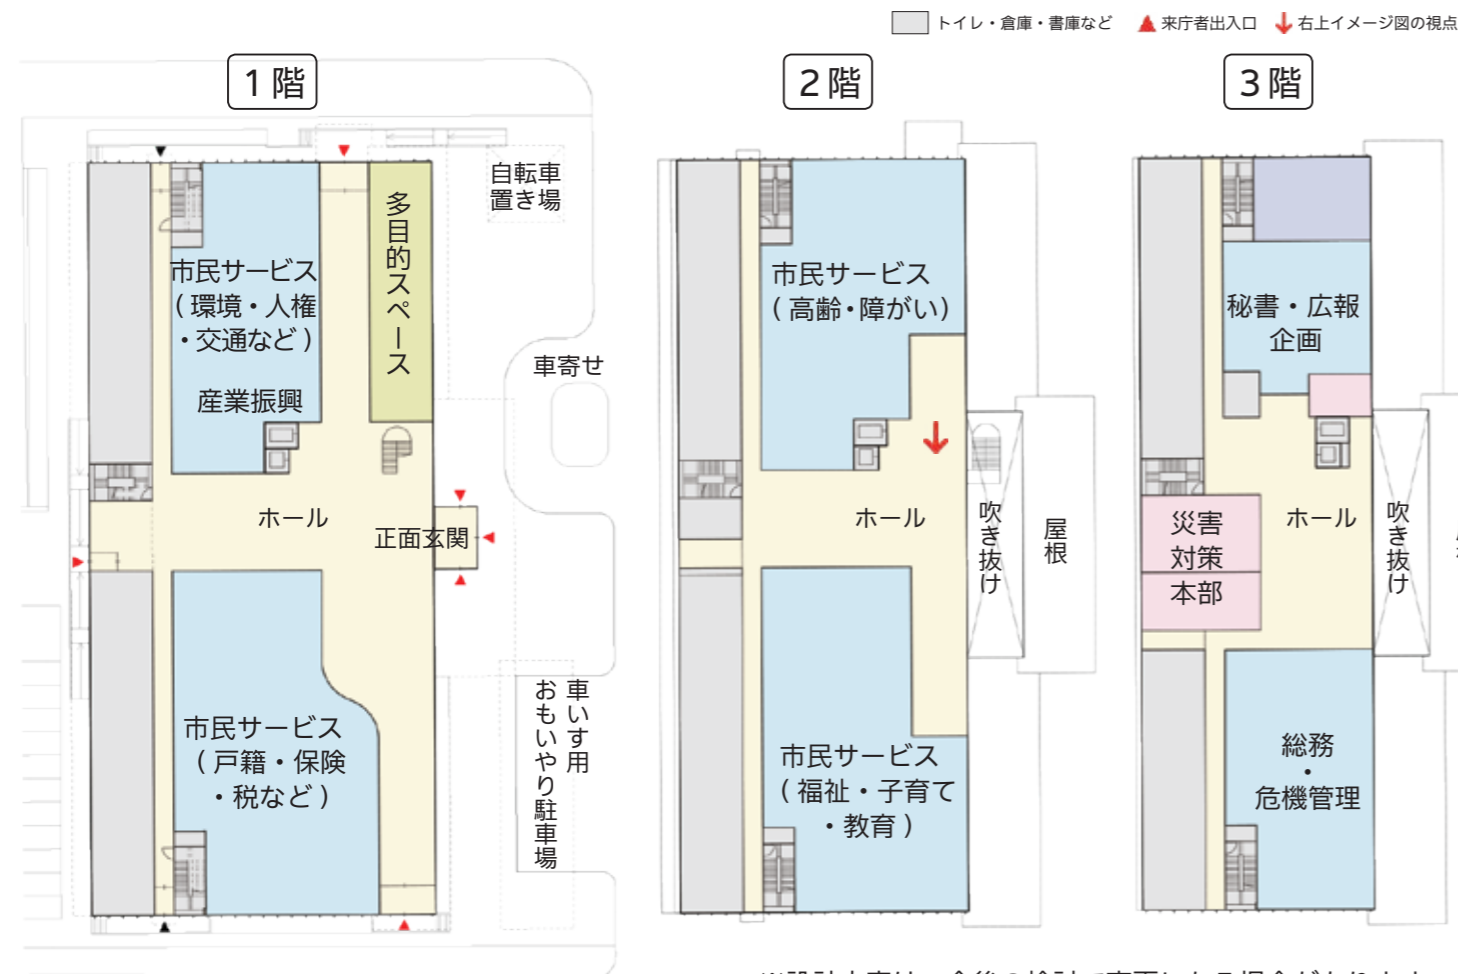 トイレ・倉庫・書庫など
来庁者出入口
右上イメージ図の視点
1階
2階
3階
自転車
置き場
多目的スペース
市民サービス
(環境・人権
・交通など)
産業振興
車寄せ
ホール
正面玄関
市民サービス
(戸籍・保険
・税など)
車いす用
おもいやり駐車場
市民サービス
(高齢・障がい)
ホール
吹き抜け
屋根
市民サービス
(福祉・子育て
・教育)
秘書・広報
企画
災害
対策
本部
ホール
吹き抜け
総務
・
危機管理